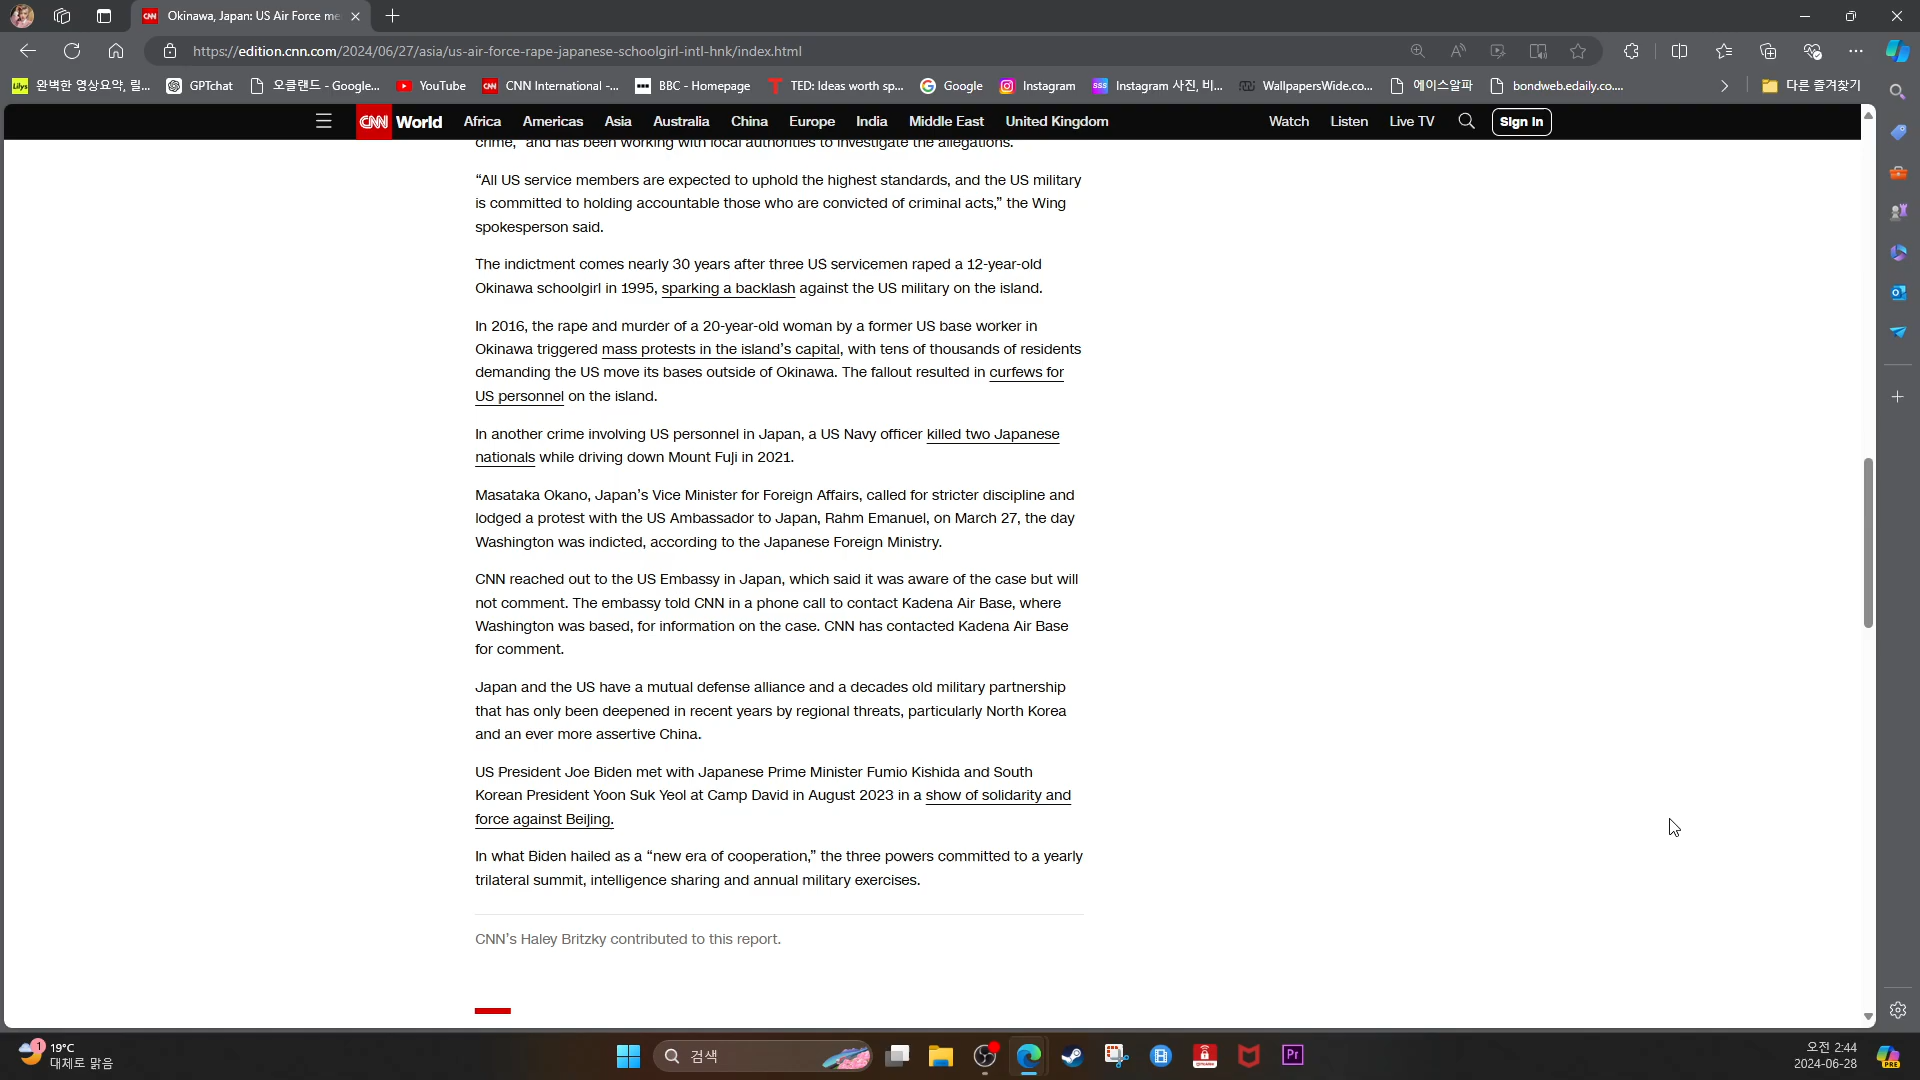 Okinawa, Japan: US Air Force me
https://edition.cnn.com/2024/06/27/asia/us-air-force-rape-japanese-schoolgirl-intl-hnk/index.html
Lilys 완벽한 영상요약, 릴... GPTchat 오클랜드 - Google... YouTube CNN CNN International -... BBC - Homepage TED: Ideas worth sp... Google Instagram SSS Instagram 사진, 비... WallpapersWide.co... 에이스알파 bondweb.edaily.co.... 다른 즐겨찾기
CNN World Africa Americas Asia Australia China Europe India Middle East United Kingdom Watch Listen Live TV Sign in
crime," and has been working with local authorities to investigate the allegations.
“All US service members are expected to uphold the highest standards, and the US military
is committed to holding accountable those who are convicted of criminal acts,” the Wing
spokesperson said.
The indictment comes nearly 30 years after three US servicemen raped a 12-year-old
Okinawa schoolgirl in 1995, sparking a backlash against the US military on the island.
In 2016, the rape and murder of a 20-year-old woman by a former US base worker in
Okinawa triggered mass protests in the island’s capital, with tens of thousands of residents
demanding the US move its bases outside of Okinawa. The fallout resulted in curfews for
US personnel on the island.
In another crime involving US personnel in Japan, a US Navy officer killed two Japanese
nationals while driving down Mount Fuji in 2021.
Masataka Okano, Japan’s Vice Minister for Foreign Affairs, called for stricter discipline and
lodged a protest with the US Ambassador to Japan, Rahm Emanuel, on March 27, the day
Washington was indicted, according to the Japanese Foreign Ministry.
CNN reached out to the US Embassy in Japan, which said it was aware of the case but will
not comment. The embassy told CNN in a phone call to contact Kadena Air Base, where
Washington was based, for information on the case. CNN has contacted Kadena Air Base
for comment.
Japan and the US have a mutual defense alliance and a decades old military partnership
that has only been deepened in recent years by regional threats, particularly North Korea
and an ever more assertive China.
US President Joe Biden met with Japanese Prime Minister Fumio Kishida and South
Korean President Yoon Suk Yeol at Camp David in August 2023 in a show of solidarity and
force against Beijing.
In what Biden hailed as a “new era of cooperation,” the three powers committed to a yearly
trilateral summit, intelligence sharing and annual military exercises.
CNN’s Haley Britzky contributed to this report.
1 19°C
대체로 맑음
검색
Pr
오전 2:44
2024-06-28
PRE